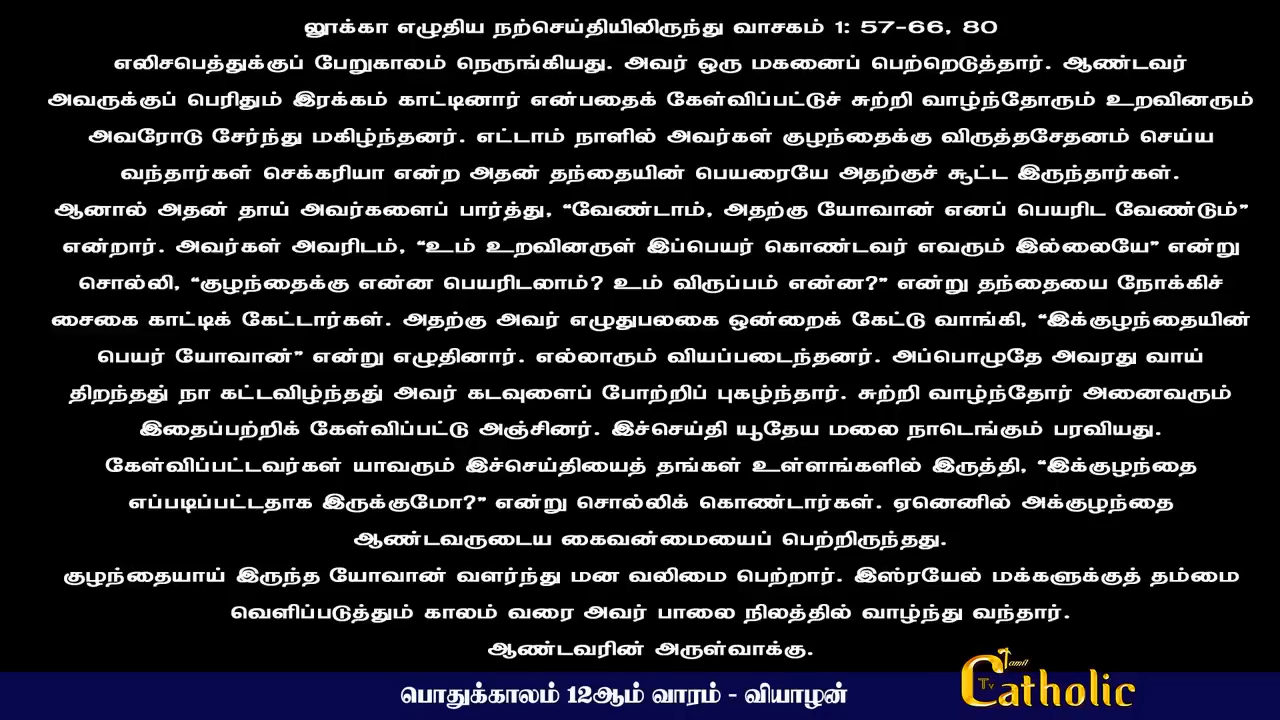 லூக்கா எழுதிய நற்செய்தியிலிருந்து வாசகம் 1: 57-66, 80
எலிசபெத்துக்குப் பேறுகாலம் நெருங்கியது. அவர் ஒரு மகனைப் பெற்றெடுத்தார். ஆண்டவர்
அவருக்குப் பெரிதும் இரக்கம் காட்டினார் என்பதைக் கேள்விப்பட்டுச் சுற்றி வாழ்ந்தோரும் உறவினரும்
அவரோடு சேர்ந்து மகிழ்ந்தனர். எட்டாம் நாளில் அவர்கள் குழந்தைக்கு விருத்தசேதனம் செய்ய
வந்தார்கள் செக்கரியா என்ற அதன் தந்தையின் பெயரையே அதற்குச் சூட்ட இருந்தார்கள்.
ஆனால் அதன் தாய் அவர்களைப் பார்த்து, “வேண்டாம், அதற்கு யோவான் எனப் பெயரிட வேண்டும்”
என்றார். அவர்கள் அவரிடம், “உம் உறவினருள் இப்பெயர் கொண்டவர் எவரும் இல்லையே” என்று
சொல்லி, “குழந்தைக்கு என்ன பெயரிடலாம்? உம் விருப்பம் என்ன?” என்று தந்தையை நோக்கிச்
சைகை காட்டிக் கேட்டார்கள். அதற்கு அவர் எழுதுபலகை ஒன்றைக் கேட்டு வாங்கி, “இக்குழந்தையின்
பெயர் யோவான்” என்று எழுதினார். எல்லாரும் வியப்படைந்தனர். அப்பொழுதே அவரது வாய்
திறந்தது் நா கட்டவிழ்ந்தது் அவர் கடவுளைப் போற்றிப் புகழ்ந்தார். சுற்றி வாழ்ந்தோர் அனைவரும்
இதைப்பற்றிக் கேள்விப்பட்டு அஞ்சினர். இச்செய்தி யூதேய மலை நாடெங்கும் பரவியது.
கேள்விப்பட்டவர்கள் யாவரும் இச்செய்தியைத் தங்கள் உள்ளங்களில் இருத்தி, “இக்குழந்தை
எப்படிப்பட்டதாக இருக்குமோ?” என்று சொல்லிக் கொண்டார்கள். ஏனெனில் அக்குழந்தை
ஆண்டவருடைய கைவன்மையைப் பெற்றிருந்தது.
குழந்தையாய் இருந்த யோவான் வளர்ந்து மன வலிமை பெற்றார். இஸ்ரயேல் மக்களுக்குத் தம்மை
வெளிப்படுத்தும் காலம் வரை அவர் பாலை நிலத்தில் வாழ்ந்து வந்தார்.
ஆண்டவரின் அருள்வாக்கு.
பொதுக்காலம் 12ஆம் வாரம் - வியாழன்
Tamil Catholic Tv